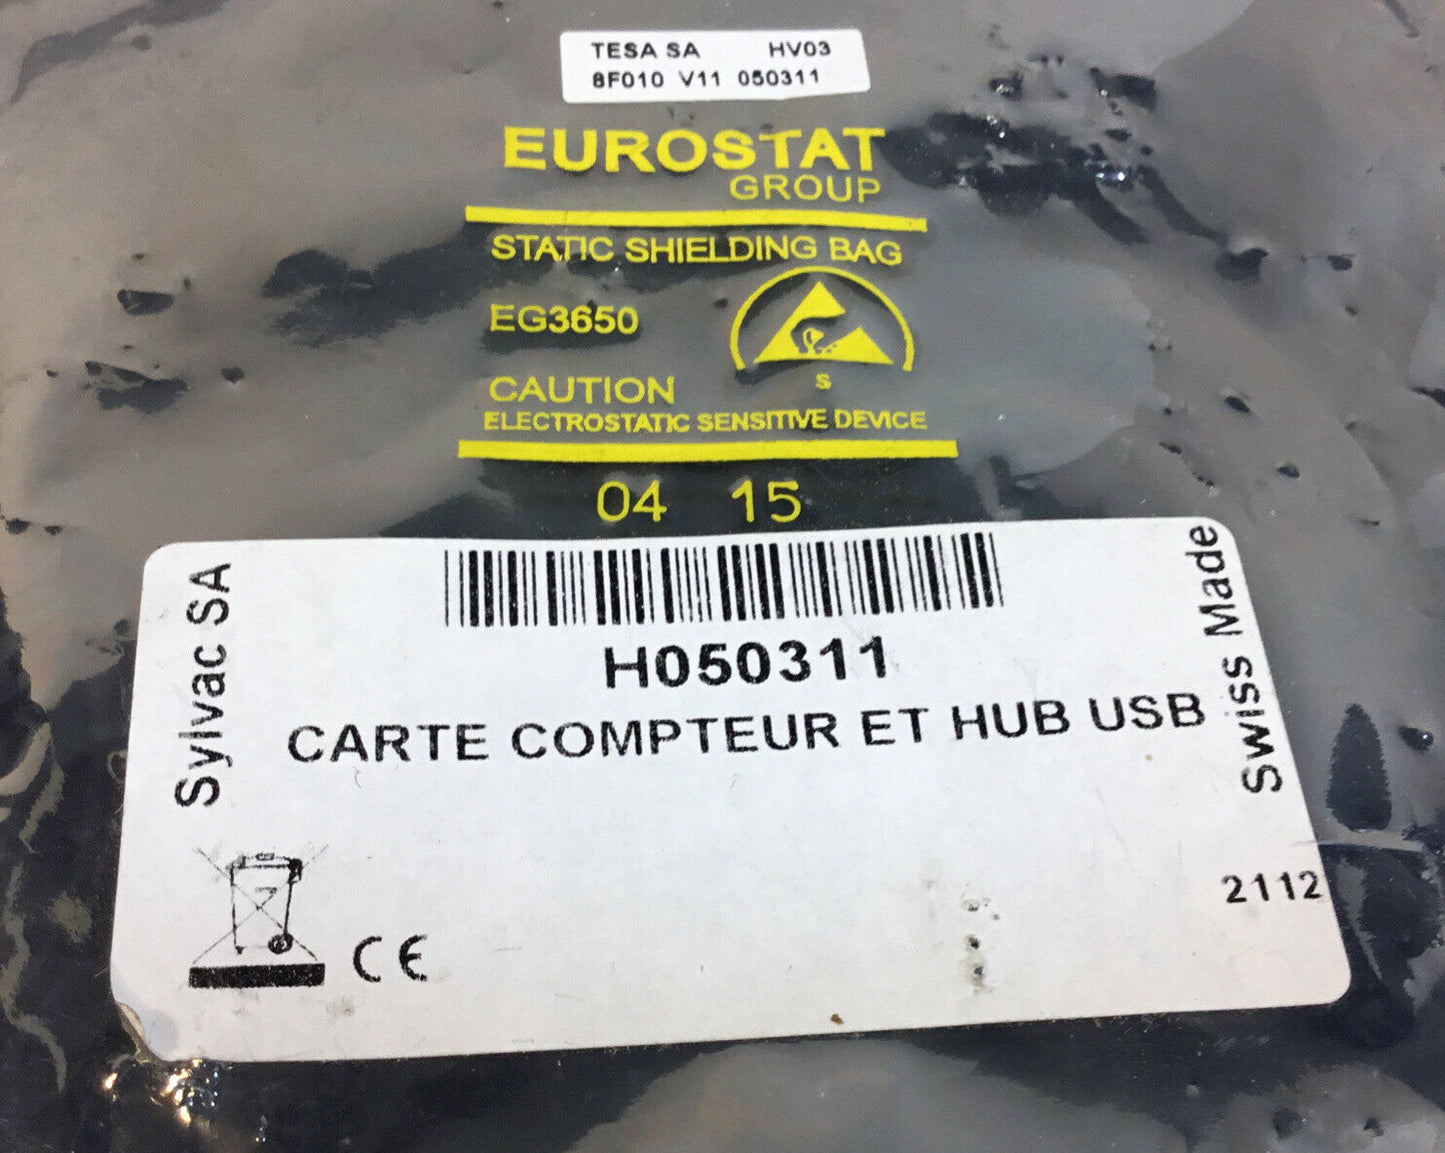 TESA SA HV03
8F010 V11 050311
EUROSTAT
GROUP
STATIC SHIELDING BAG
EG3650
S
CAUTION
ELECTROSTATIC SENSITIVE DEVICE
04 15
Sylvac SA
H050311
CARTE COMPTEUR ET HUB USB
Swiss Made
2112
CE